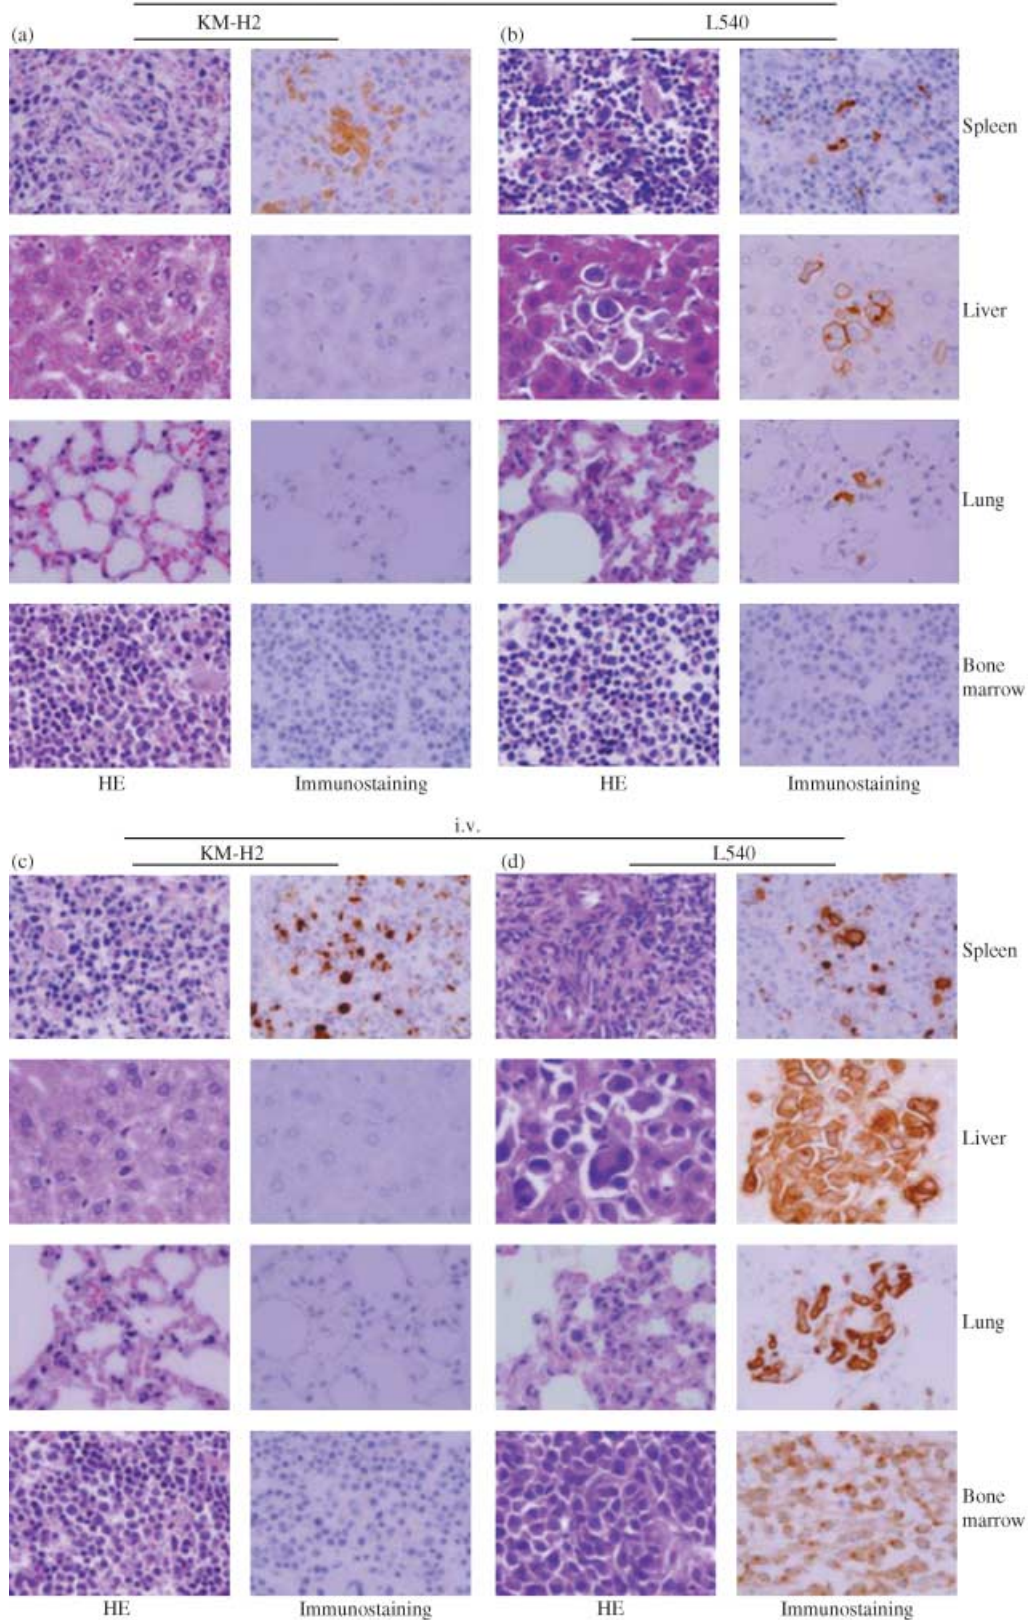 (a) KM-H2 (b) L540
Spleen
Liver
Lung
Bone
marrow
HE Immunostaining HE Immunostaining
i.v.
(c) KM-H2 (d) L540
Spleen
Liver
Lung
Bone
marrow
HE Immunostaining HE Immunostaining